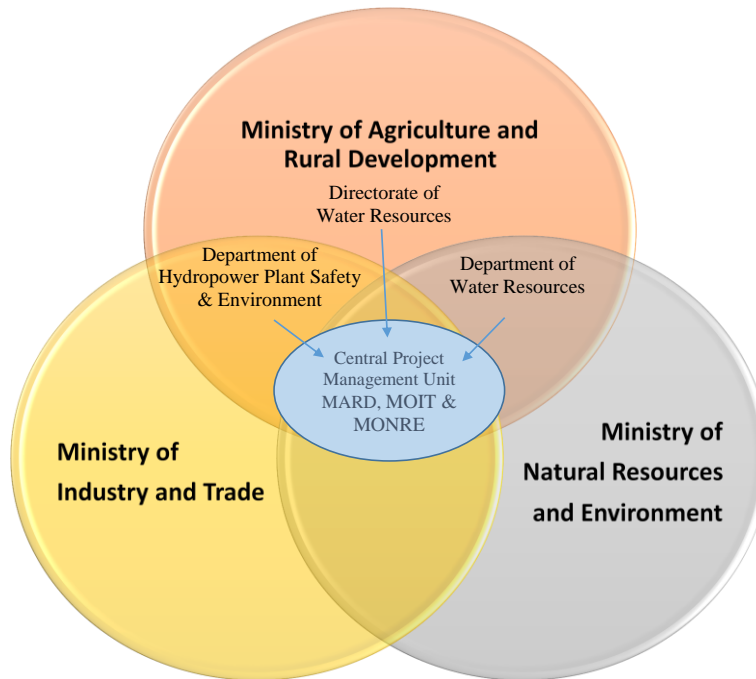 Ministry of Agriculture and
Rural Development
Directorate of
Water Resources
Department of
Hydropower Plant Safety
& Environment
Department of
Water Resources
Central Project
Management Unit
MARD, MOIT &
MONRE
Ministry of
Industry and Trade
Ministry of
Natural Resources
and Environment